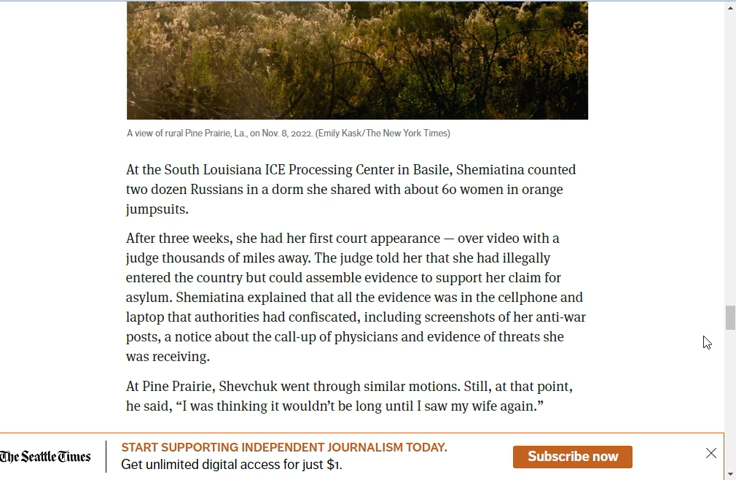 A view of rural Pine Prairie, La., on Nov. 8, 2022. (Emily Kask/The New York Times)
At the South Louisiana ICE Processing Center in Basile, Shemiatina counted
two dozen Russians in a dorm she shared with about 60 women in orange
jumpsuits.
After three weeks, she had her first court appearance — over video with a
judge thousands of miles away. The judge told her that she had illegally
entered the country but could assemble evidence to support her claim for
asylum. Shemiatina explained that all the evidence was in the cellphone and
laptop that authorities had confiscated, including screenshots of her anti-war
posts, a notice about the call-up of physicians and evidence of threats she
was receiving.
At Pine Prairie, Shevchuk went through similar motions. Still, at that point,
he said, “I was thinking it wouldn’t be long until I saw my wife again.”
The Seattle Times
START SUPPORTING INDEPENDENT JOURNALISM TODAY.
Get unlimited digital access for just $1.
Subscribe now